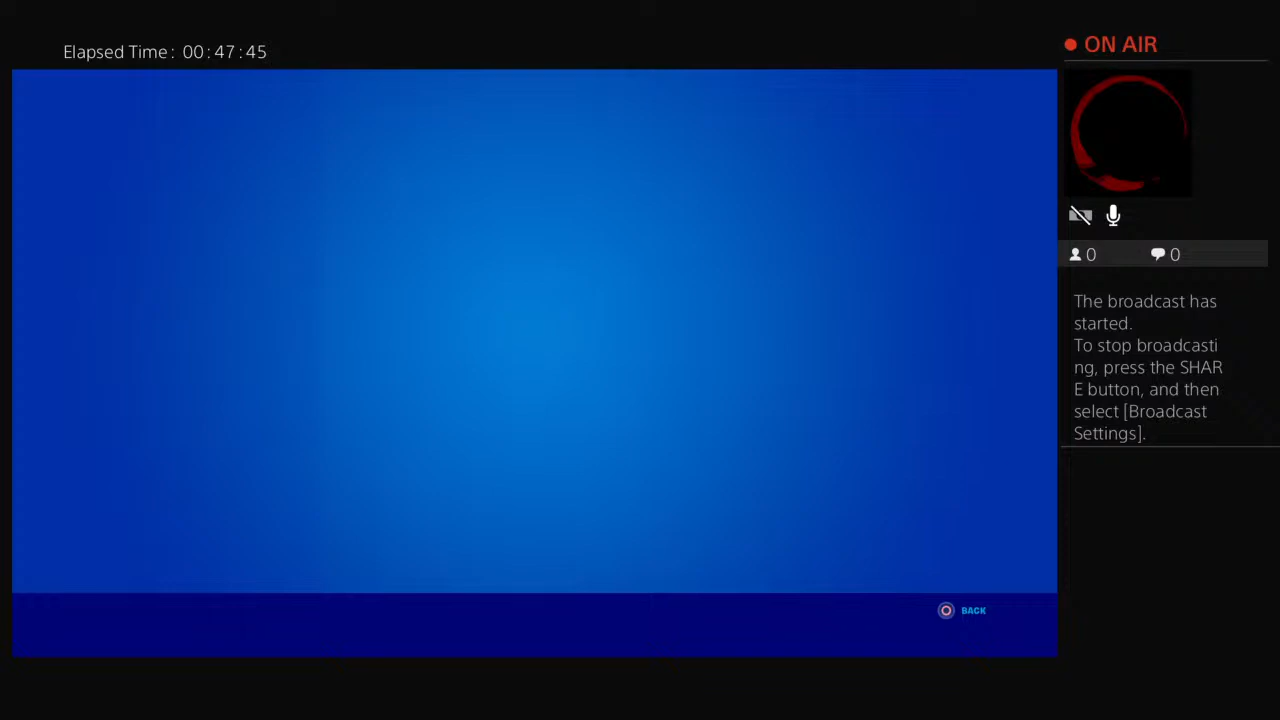 Elapsed Time: 00:47:45
ON AIR
0 0
The broadcast has
started.
To stop broadcasti
ng, press the SHAR
E button, and then
select [Broadcast
Settings].
BACK